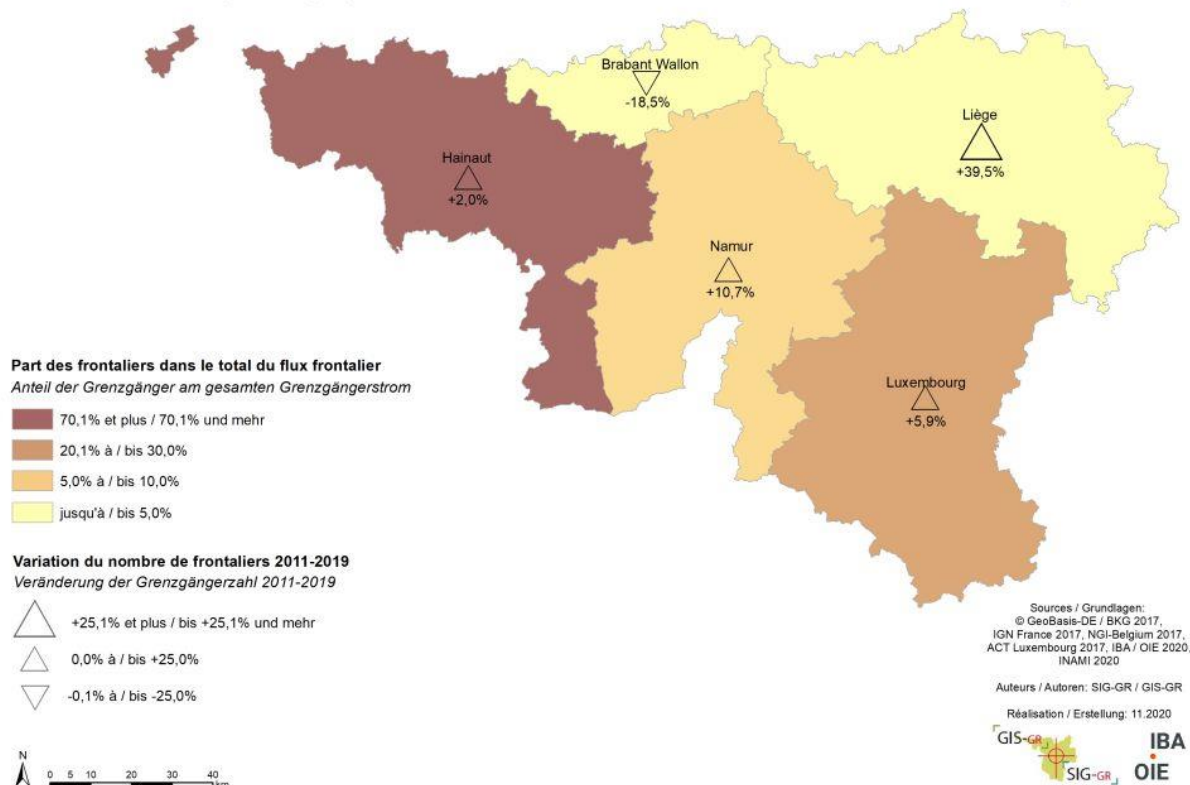 Brabant Wallon
-18,5%
Liège
+39,5%
Hainaut
+2,0%
Namur
+10,7%
Luxembourg
+5,9%
Part des frontaliers dans le total du flux frontalier
Anteil der Grenzgänger am gesamten Grenzgängerstrom
70,1% et plus / 70,1% und mehr
20,1% à / bis 30,0%
5,0% à / bis 10,0%
jusqu'à / bis 5,0%
Variation du nombre de frontaliers 2011-2019
Veränderung der Grenzgängerzahl 2011-2019
+25,1% et plus / bis +25,1% und mehr
0,0% à / bis +25,0%
-0,1% à / bis -25,0%
N
0 5 10 20 30 40
km
Sources / Grundlagen:
© GeoBasis-DE / BKG 2017,
IGN France 2017, NGI-Belgium 2017,
ACT Luxembourg 2017, IBA / OIE 2020,
INAMI 2020
Auteurs / Autoren: SIG-GR / GIS-GR
Réalisation / Erstellung: 11.2020
GIS-GR
SIG-GR
IBA
OIE